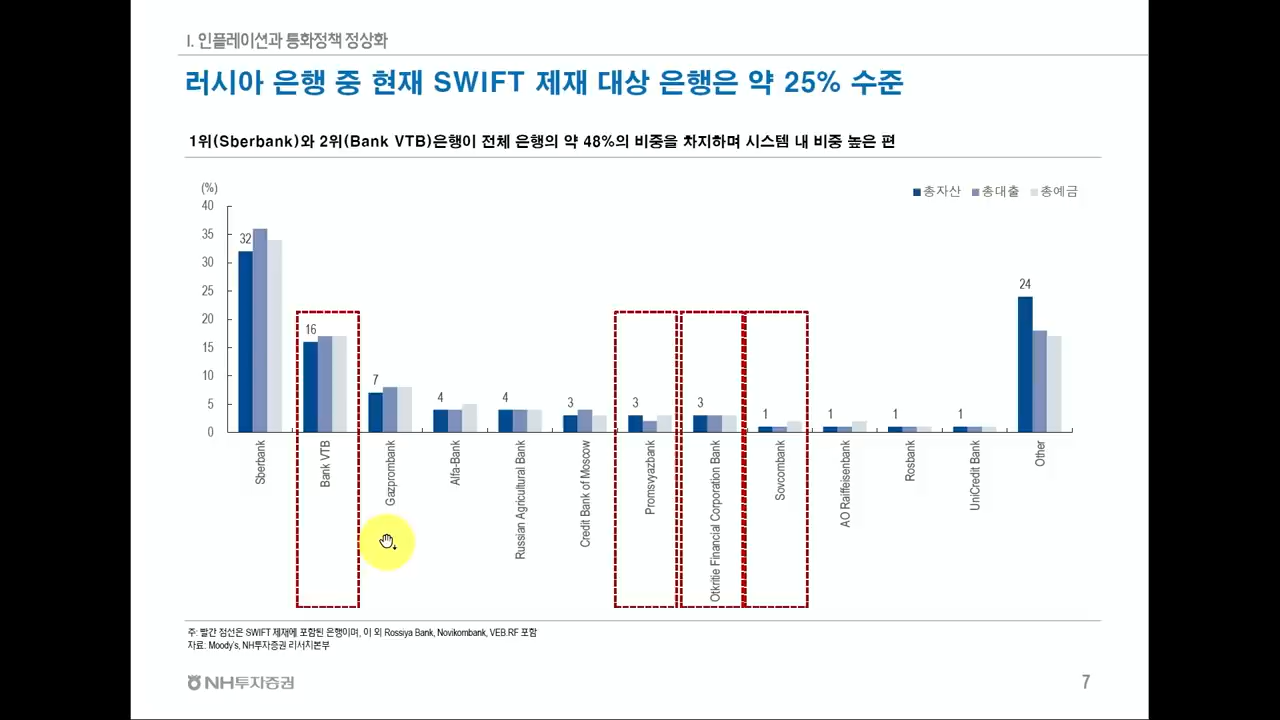 I. 인플레이션과 통화정책 정상화
러시아 은행 중 현재 SWIFT 제재 대상 은행은 약 25% 수준
1위(Sberbank)와 2위(Bank VTB)은행이 전체 은행의 약 48%의 비중을 차지하며 시스템 내 비중 높은 편
(%)
총자산 총대출 총예금
40
35
30
25
20
15
10
5
0
32
16
7
4
4
3
3
3
1
1
1
1
24
Sberbank
Bank VTB
Gazprombank
Alfa-Bank
Russian Agricultural Bank
Credit Bank of Moscow
Promsvyazbank
Otkritie Financial Corporation Bank
Sovcombank
AO Raiffeisenbank
Rosbank
UniCredit Bank
Other
주: 빨간 점선은 SWIFT 제재에 포함된 은행이며, 이 외 Rossiya Bank, Novikombank, VEB.RF 포함
자료: Moody's, NH투자증권 리서치본부
NH투자증권
7